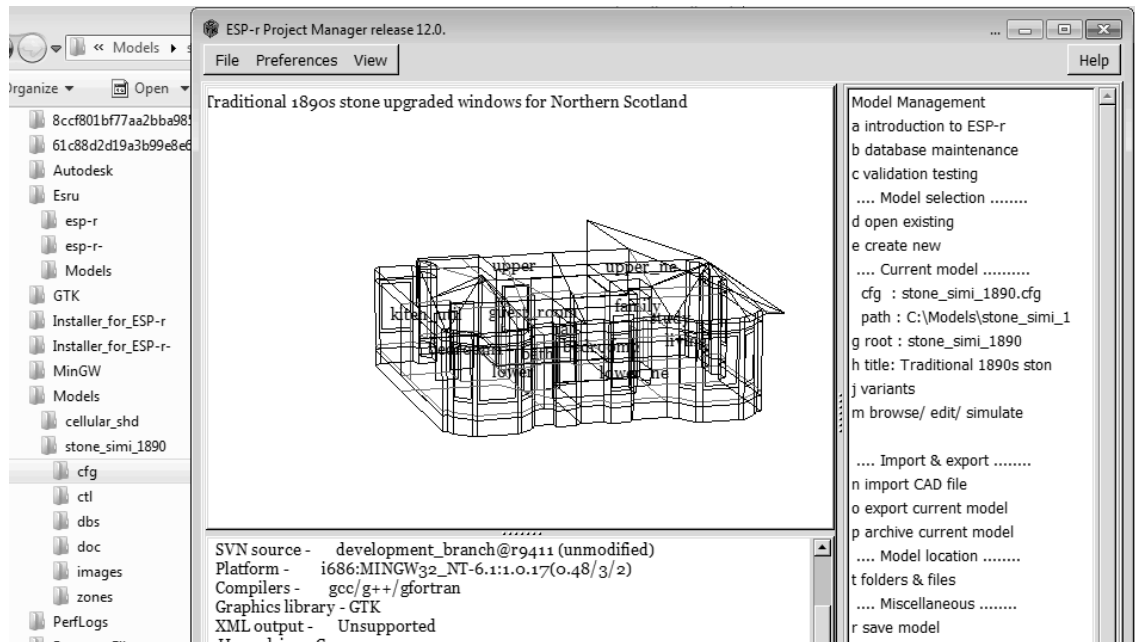 ESP-r Project Manager release 12.0.
...
File Preferences View
Help
« Models
Organize
Open
8ccf801bf77aa2bba985
61c88d2d19a3b99e8e6
Autodesk
Esru
esp-r
esp-r-
Models
GTK
Installer_for_ESP-r
Installer_for_ESP-r-
MinGW
Models
cellular_shd
stone_simi_1890
cfg
ctl
dbs
doc
images
zones
PerfLogs
Traditional 1890s stone upgraded windows for Northern Scotland
upper
upper_ne
guest_room
family
living
lower
lower_ne
SVN source - development_branch@r9411 (unmodified)
Platform - i686:MINGW32_NT-6.1:1.0.17(0.48/3/2)
Compilers - gcc/g++/gfortran
Graphics library - GTK
XML output - Unsupported
Model Management
a introduction to ESP-r
b database maintenance
c validation testing
.... Model selection ........
d open existing
e create new
.... Current model ..........
cfg : stone_simi_1890.cfg
path : C:\Models\stone_simi_1
g root : stone_simi_1890
h title: Traditional 1890s ston
j variants
m browse/ edit/ simulate
.... Import & export ........
n import CAD file
o export current model
p archive current model
.... Model location ........
t folders & files
.... Miscellaneous ........
r save model